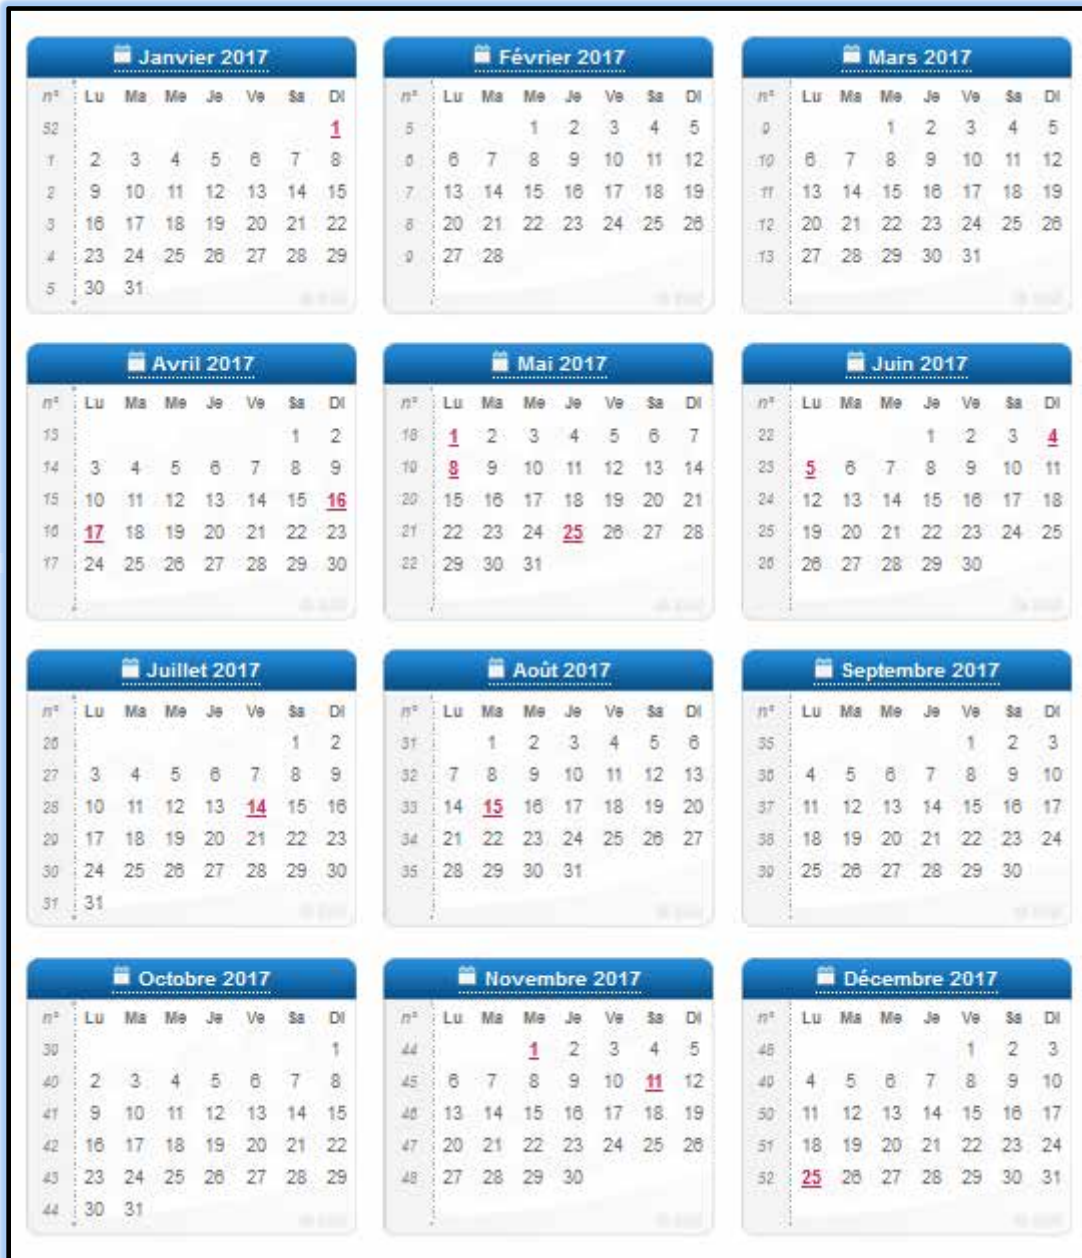 Janvier 2017
n° Lu Ma Me Je Ve Sa Di
52 1
1 2 3 4 5 6 7 8
2 9 10 11 12 13 14 15
3 16 17 18 19 20 21 22
4 23 24 25 26 27 28 29
5 30 31
Février 2017
n° Lu Ma Me Je Ve Sa Di
5 1 2 3 4 5
6 6 7 8 9 10 11 12
7 13 14 15 16 17 18 19
8 20 21 22 23 24 25 26
9 27 28
Mars 2017
n° Lu Ma Me Je Ve Sa Di
9 1 2 3 4 5
10 6 7 8 9 10 11 12
11 13 14 15 16 17 18 19
12 20 21 22 23 24 25 26
13 27 28 29 30 31
Avril 2017
n° Lu Ma Me Je Ve Sa Di
13 1 2
14 3 4 5 6 7 8 9
15 10 11 12 13 14 15 16
16 17 18 19 20 21 22 23
17 24 25 26 27 28 29 30
Mai 2017
n° Lu Ma Me Je Ve Sa Di
18 1 2 3 4 5 6 7
19 8 9 10 11 12 13 14
20 15 16 17 18 19 20 21
21 22 23 24 25 26 27 28
22 29 30 31
Juin 2017
n° Lu Ma Me Je Ve Sa Di
22 1 2 3 4
23 5 6 7 8 9 10 11
24 12 13 14 15 16 17 18
25 19 20 21 22 23 24 25
26 26 27 28 29 30
Juillet 2017
n° Lu Ma Me Je Ve Sa Di
26 1 2
27 3 4 5 6 7 8 9
28 10 11 12 13 14 15 16
29 17 18 19 20 21 22 23
30 24 25 26 27 28 29 30
31 31
Août 2017
n° Lu Ma Me Je Ve Sa Di
31 1 2 3 4 5 6
32 7 8 9 10 11 12 13
33 14 15 16 17 18 19 20
34 21 22 23 24 25 26 27
35 28 29 30 31
Septembre 2017
n° Lu Ma Me Je Ve Sa Di
35 1 2 3
36 4 5 6 7 8 9 10
37 11 12 13 14 15 16 17
38 18 19 20 21 22 23 24
39 25 26 27 28 29 30
Octobre 2017
n° Lu Ma Me Je Ve Sa Di
39 1
40 2 3 4 5 6 7 8
41 9 10 11 12 13 14 15
42 16 17 18 19 20 21 22
43 23 24 25 26 27 28 29
44 30 31
Novembre 2017
n° Lu Ma Me Je Ve Sa Di
44 1 2 3 4 5
45 6 7 8 9 10 11 12
46 13 14 15 16 17 18 19
47 20 21 22 23 24 25 26
48 27 28 29 30
Décembre 2017
n° Lu Ma Me Je Ve Sa Di
48 1 2 3
49 4 5 6 7 8 9 10
50 11 12 13 14 15 16 17
51 18 19 20 21 22 23 24
52 25 26 27 28 29 30 31